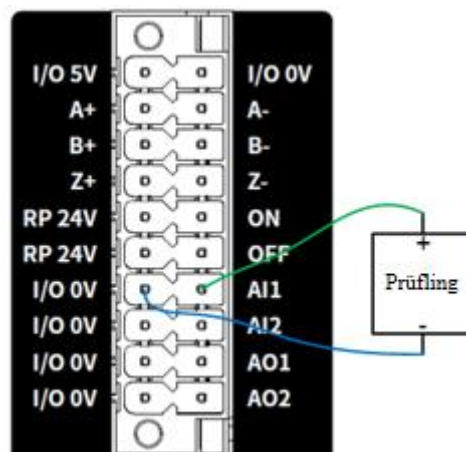 I/O 5V I/O 0V
A+ A-
B+ B-
Z+ Z-
RP 24V ON
RP 24V OFF
I/O 0V AI1
I/O 0V AI2
I/O 0V AO1
I/O 0V AO2
+
Prüfling
-